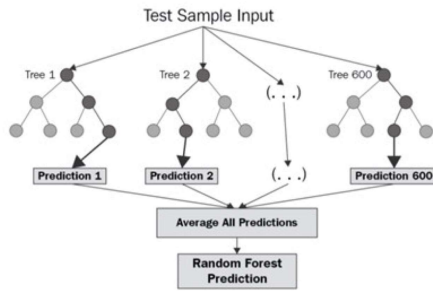 Test Sample Input
Tree 1
Tree 2
(. . .)
Tree 600
(. . .)
Prediction 1
Prediction 2
Prediction 600
Average All Predictions
Random Forest
Prediction